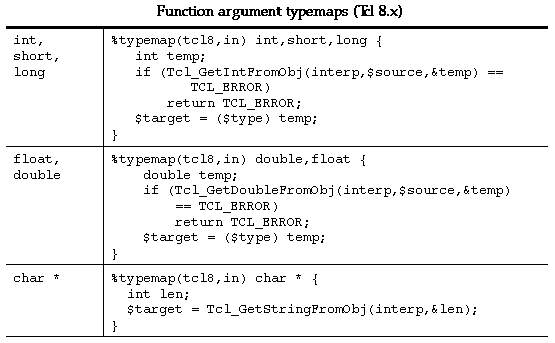 Function argument typemaps (Tcl 8.x)
int,
short,
long
%typemap(tcl8,in) int,short,long {
int temp;
if (Tcl_GetIntFromObj(interp,$source,&temp) ==
TCL_ERROR)
return TCL_ERROR;
$target = ($type) temp;
}
float,
double
%typemap(tcl8,in) double,float {
double temp;
if (Tcl_GetDoubleFromObj(interp,$source,&temp)
== TCL_ERROR)
return TCL_ERROR;
$target = ($type) temp;
}
char *
%typemap(tcl8,in) char * {
int len;
$target = Tcl_GetStringFromObj(interp,&len);
}